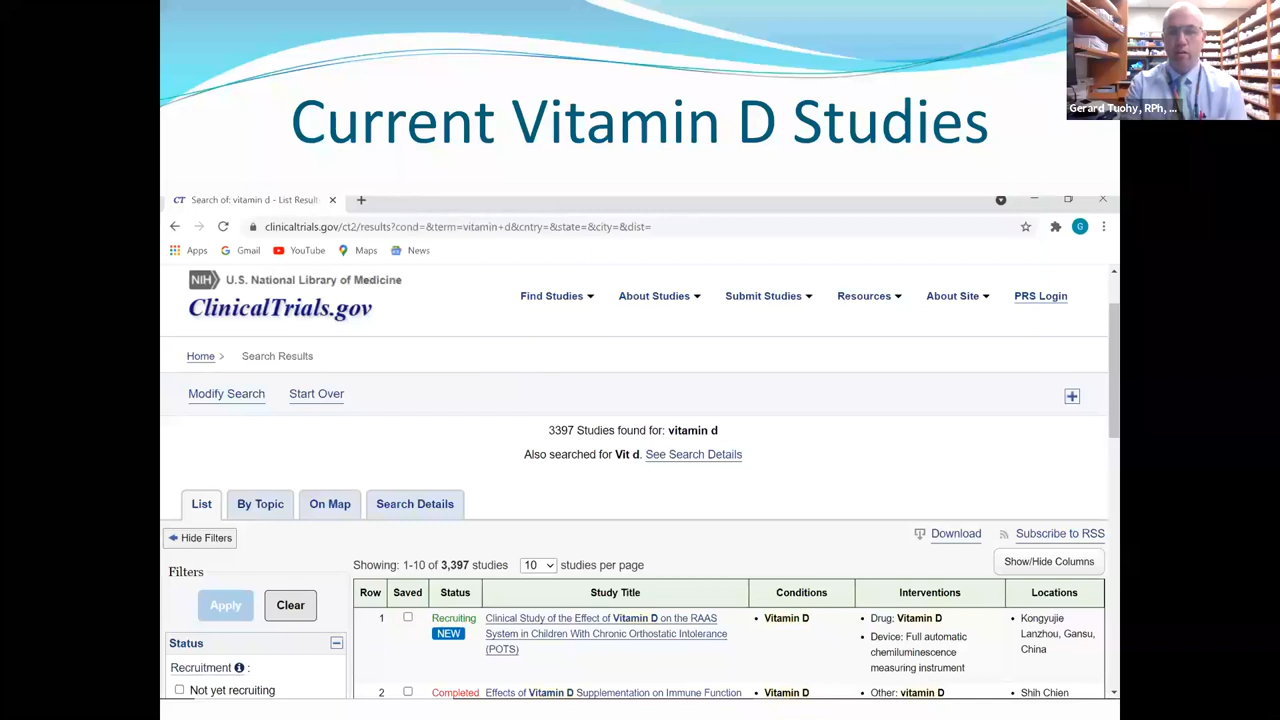 Current Vitamin D Studies
Gerard Tuohy, RPh, ...
CT Search of: vitamin d - List Result
clinicaltrials.gov/ct2/results?cond=&term=vitamin+d&cntry=&state=&city=&dist=
G
Apps Gmail YouTube Maps News
NIH U.S. National Library of Medicine
ClinicalTrials.gov
Find Studies About Studies Submit Studies Resources About Site PRS Login
Home > Search Results
Modify Search Start Over
3397 Studies found for: vitamin d
Also searched for Vit d. See Search Details
List By Topic On Map Search Details
Hide Filters
Download Subscribe to RSS
Showing: 1-10 of 3,397 studies 10 studies per page
Show/Hide Columns
Filters
Apply Clear
Status
Recruitment :
Not yet recruiting
Row Saved Status Study Title Conditions Interventions Locations
1 Recruiting
NEW
Clinical Study of the Effect of Vitamin D on the RAAS
System in Children With Chronic Orthostatic Intolerance
(POTS)
• Vitamin D
• Drug: Vitamin D
• Device: Full automatic
chemiluminescence
measuring instrument
• Kongyujie
Lanzhou, Gansu,
China
2 Completed Effects of Vitamin D Supplementation on Immune Function • Vitamin D • Other: vitamin D • Shih Chien